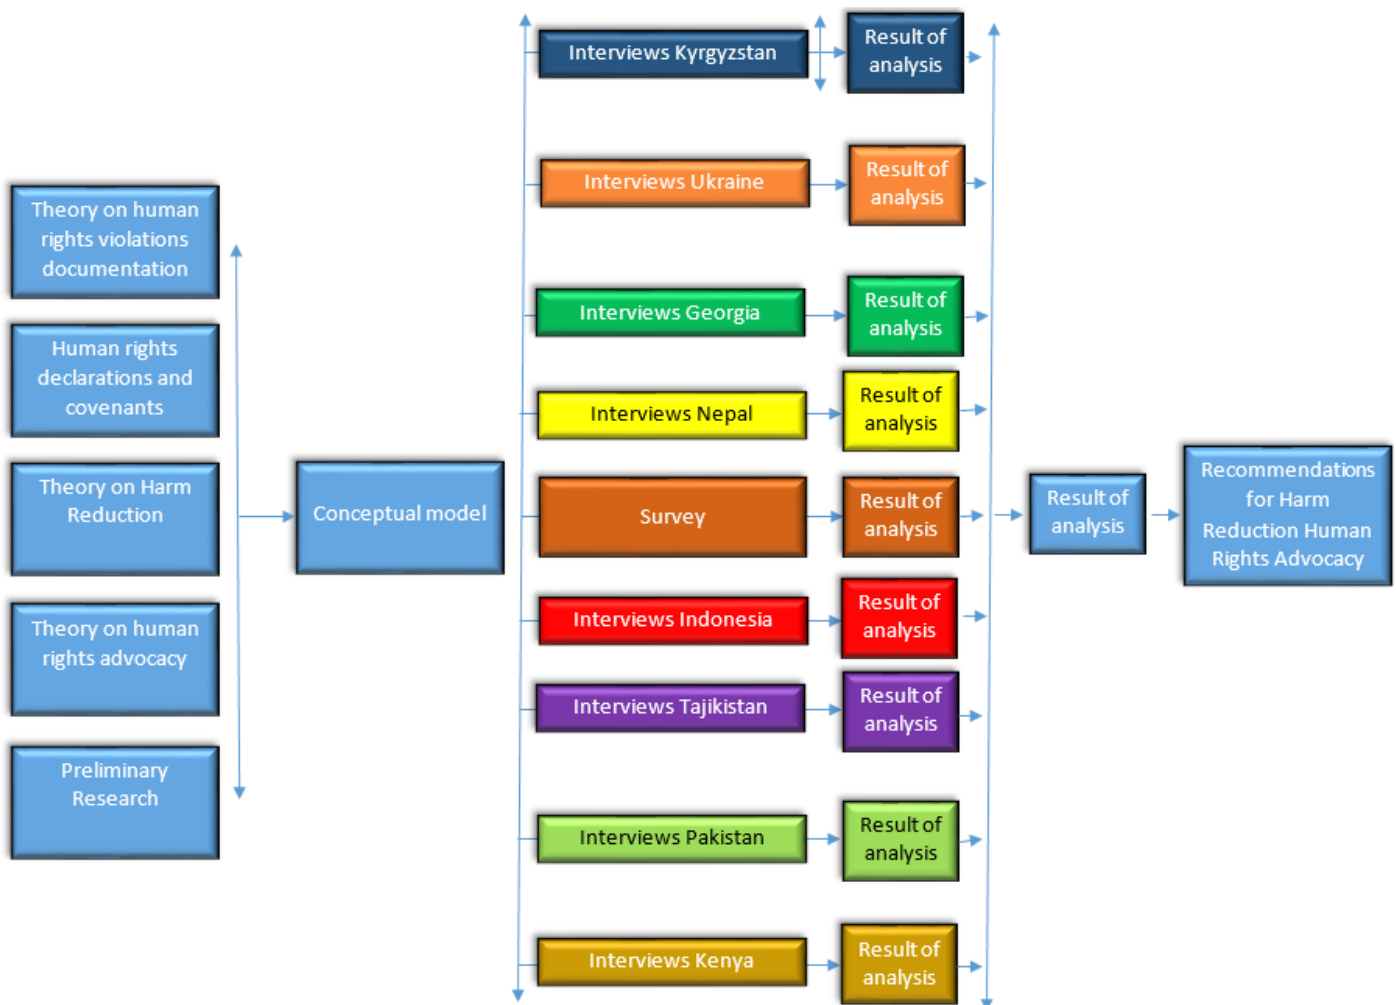 Theory on human
rights violations
documentation
Human rights
declarations and
covenants
Theory on Harm
Reduction
Theory on human
rights advocacy
Preliminary
Research
Conceptual model
Interviews Kyrgyzstan
Result of
analysis
Interviews Ukraine
Result of
analysis
Interviews Georgia
Result of
analysis
Interviews Nepal
Result of
analysis
Survey
Result of
analysis
Interviews Indonesia
Result of
analysis
Interviews Tajikistan
Result of
analysis
Interviews Pakistan
Result of
analysis
Interviews Kenya
Result of
analysis
Result of
analysis
Recommendations
for Harm
Reduction Human
Rights Advocacy